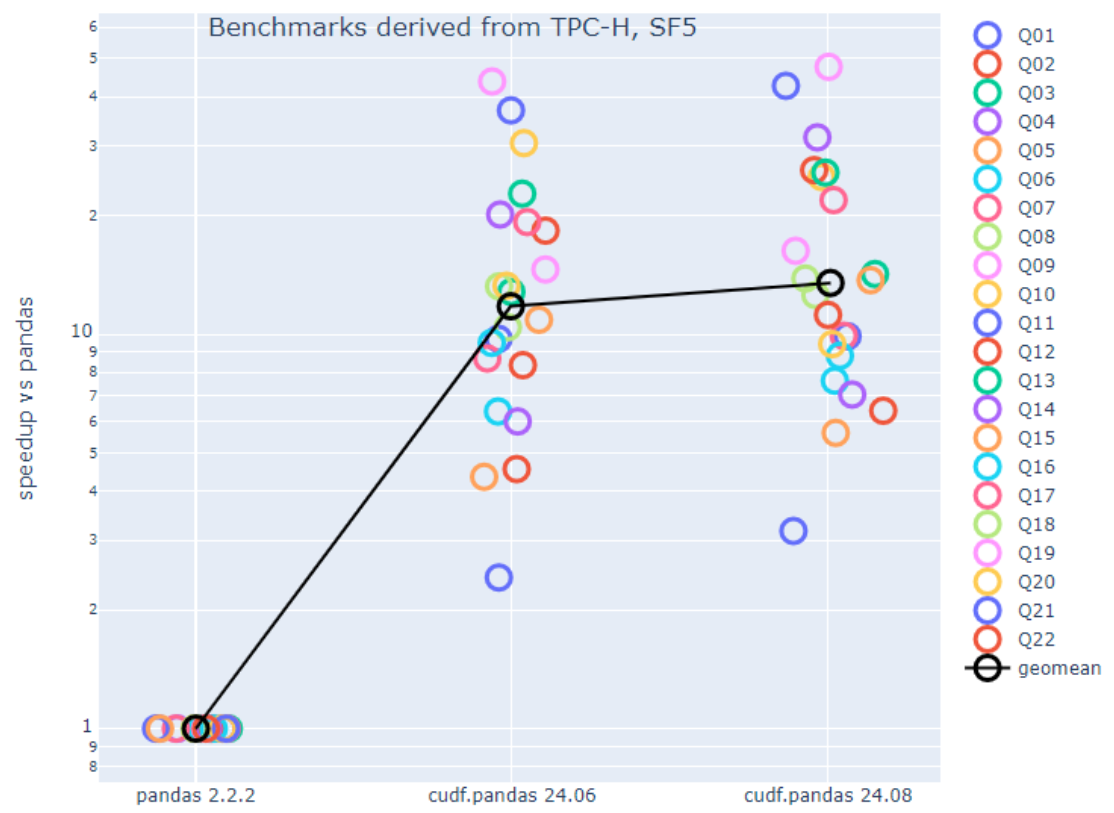 Benchmarks derived from TPC-H, SF5
speedup vs pandas
6
5
4
3
2
10
9
8
7
6
5
4
3
2
1
9
8
pandas 2.2.2
cudf.pandas 24.06
cudf.pandas 24.08
Q01
Q02
Q03
Q04
Q05
Q06
Q07
Q08
Q09
Q10
Q11
Q12
Q13
Q14
Q15
Q16
Q17
Q18
Q19
Q20
Q21
Q22
geomean